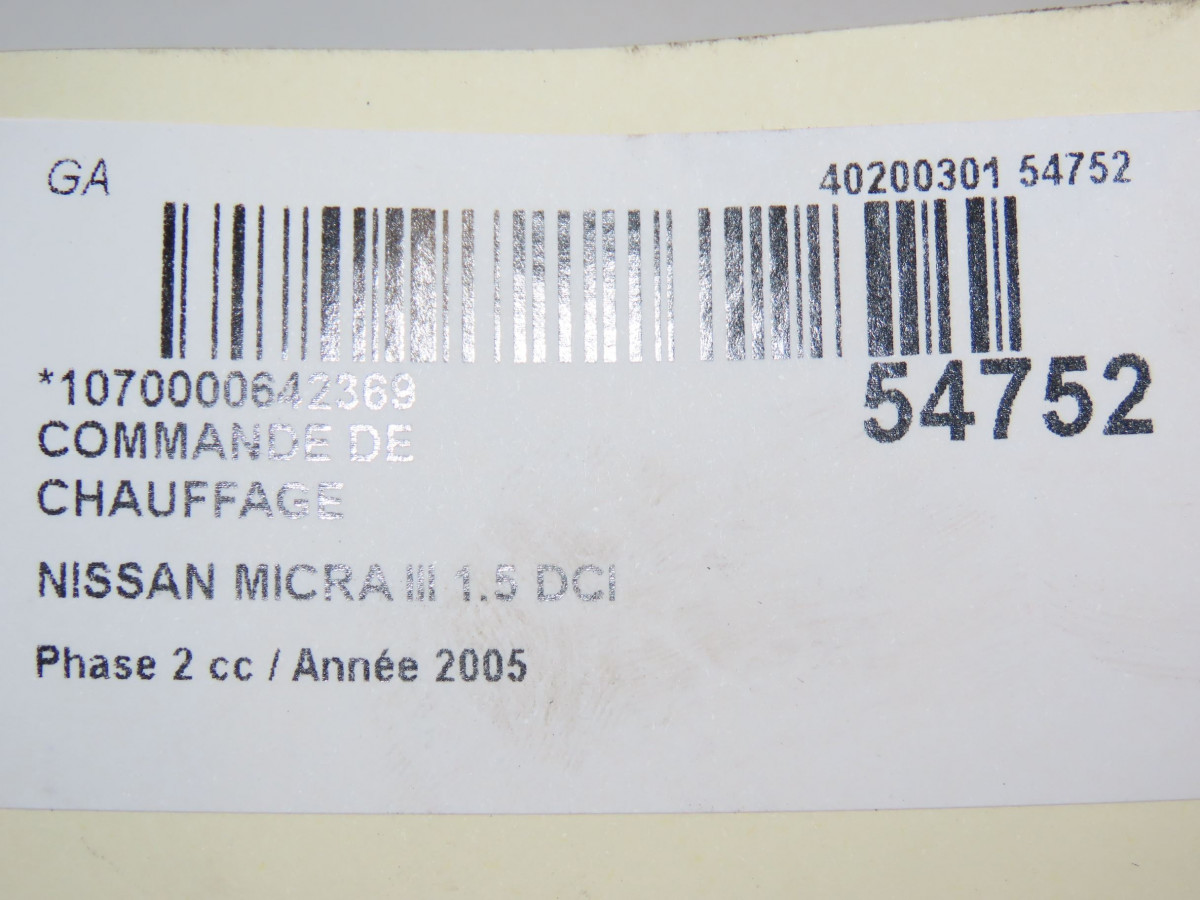 GA
40200301 54752
*1070000642369
54752
COMMANDE DE
CHAUFFAGE
NISSAN MICRA III 1.5 DCI
Phase 2 cc / Année 2005